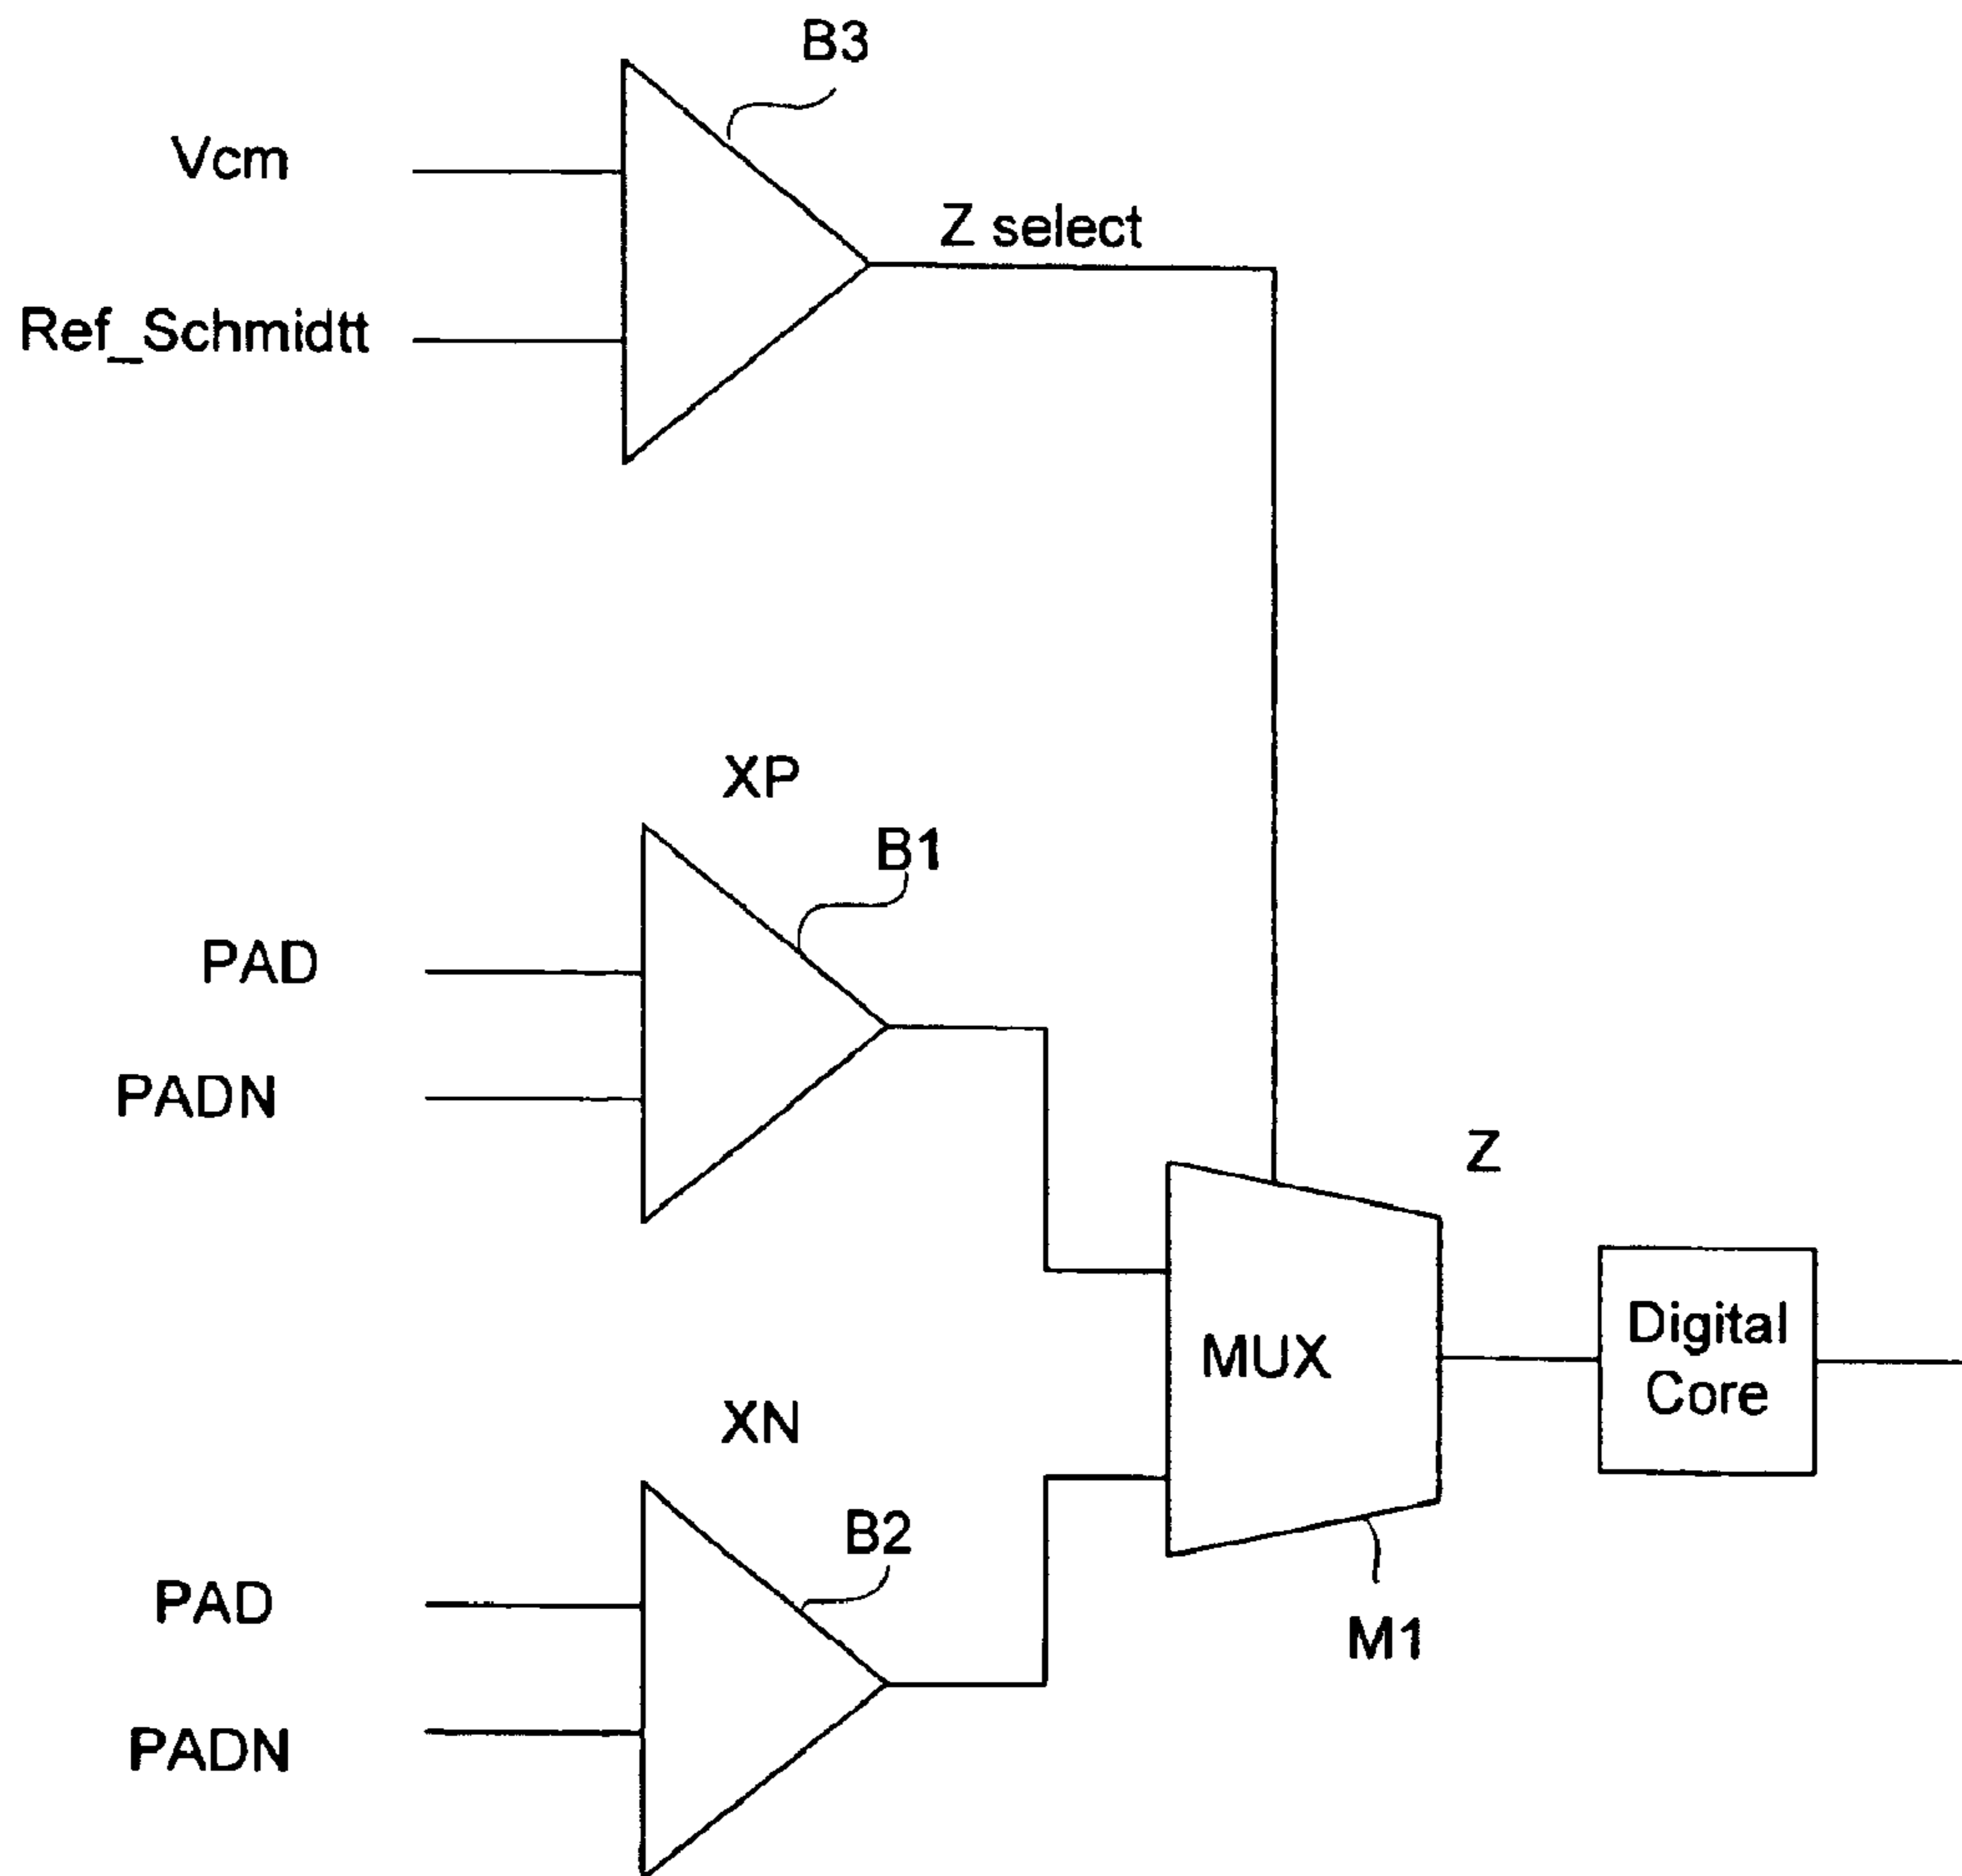 B3
Vcm
Z select
Ref_Schmidtt
XP
B1
PAD
PADN
Z
Digital
Core
MUX
XN
B2
PAD
M1
PADN